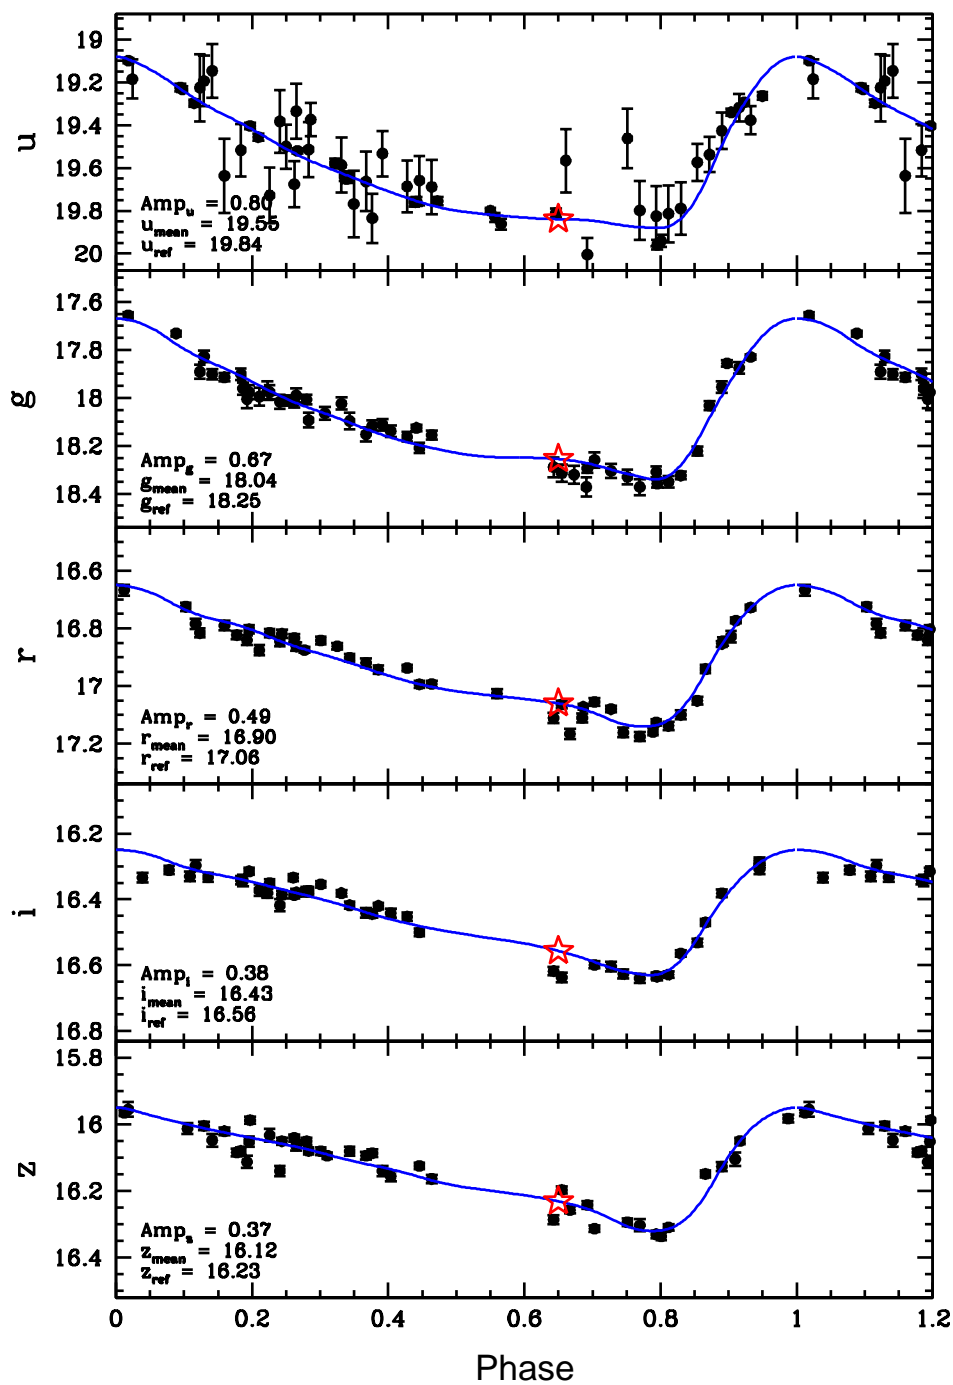 19
19.2
19.4
19.6
19.8
20
u
Amp_u = 0.80
u_mean = 19.55
u_ref = 19.84
17.6
17.8
18
18.2
18.4
g
Amp_g = 0.67
g_mean = 18.04
g_ref = 18.25
16.6
16.8
17
17.2
r
Amp_r = 0.49
r_mean = 16.90
r_ref = 17.06
16.2
16.4
16.6
16.8
i
Amp_i = 0.38
i_mean = 16.43
i_ref = 16.56
15.8
16
16.2
16.4
z
Amp_z = 0.37
z_mean = 16.12
z_ref = 16.23
0 0.2 0.4 0.6 0.8 1 1.2
Phase